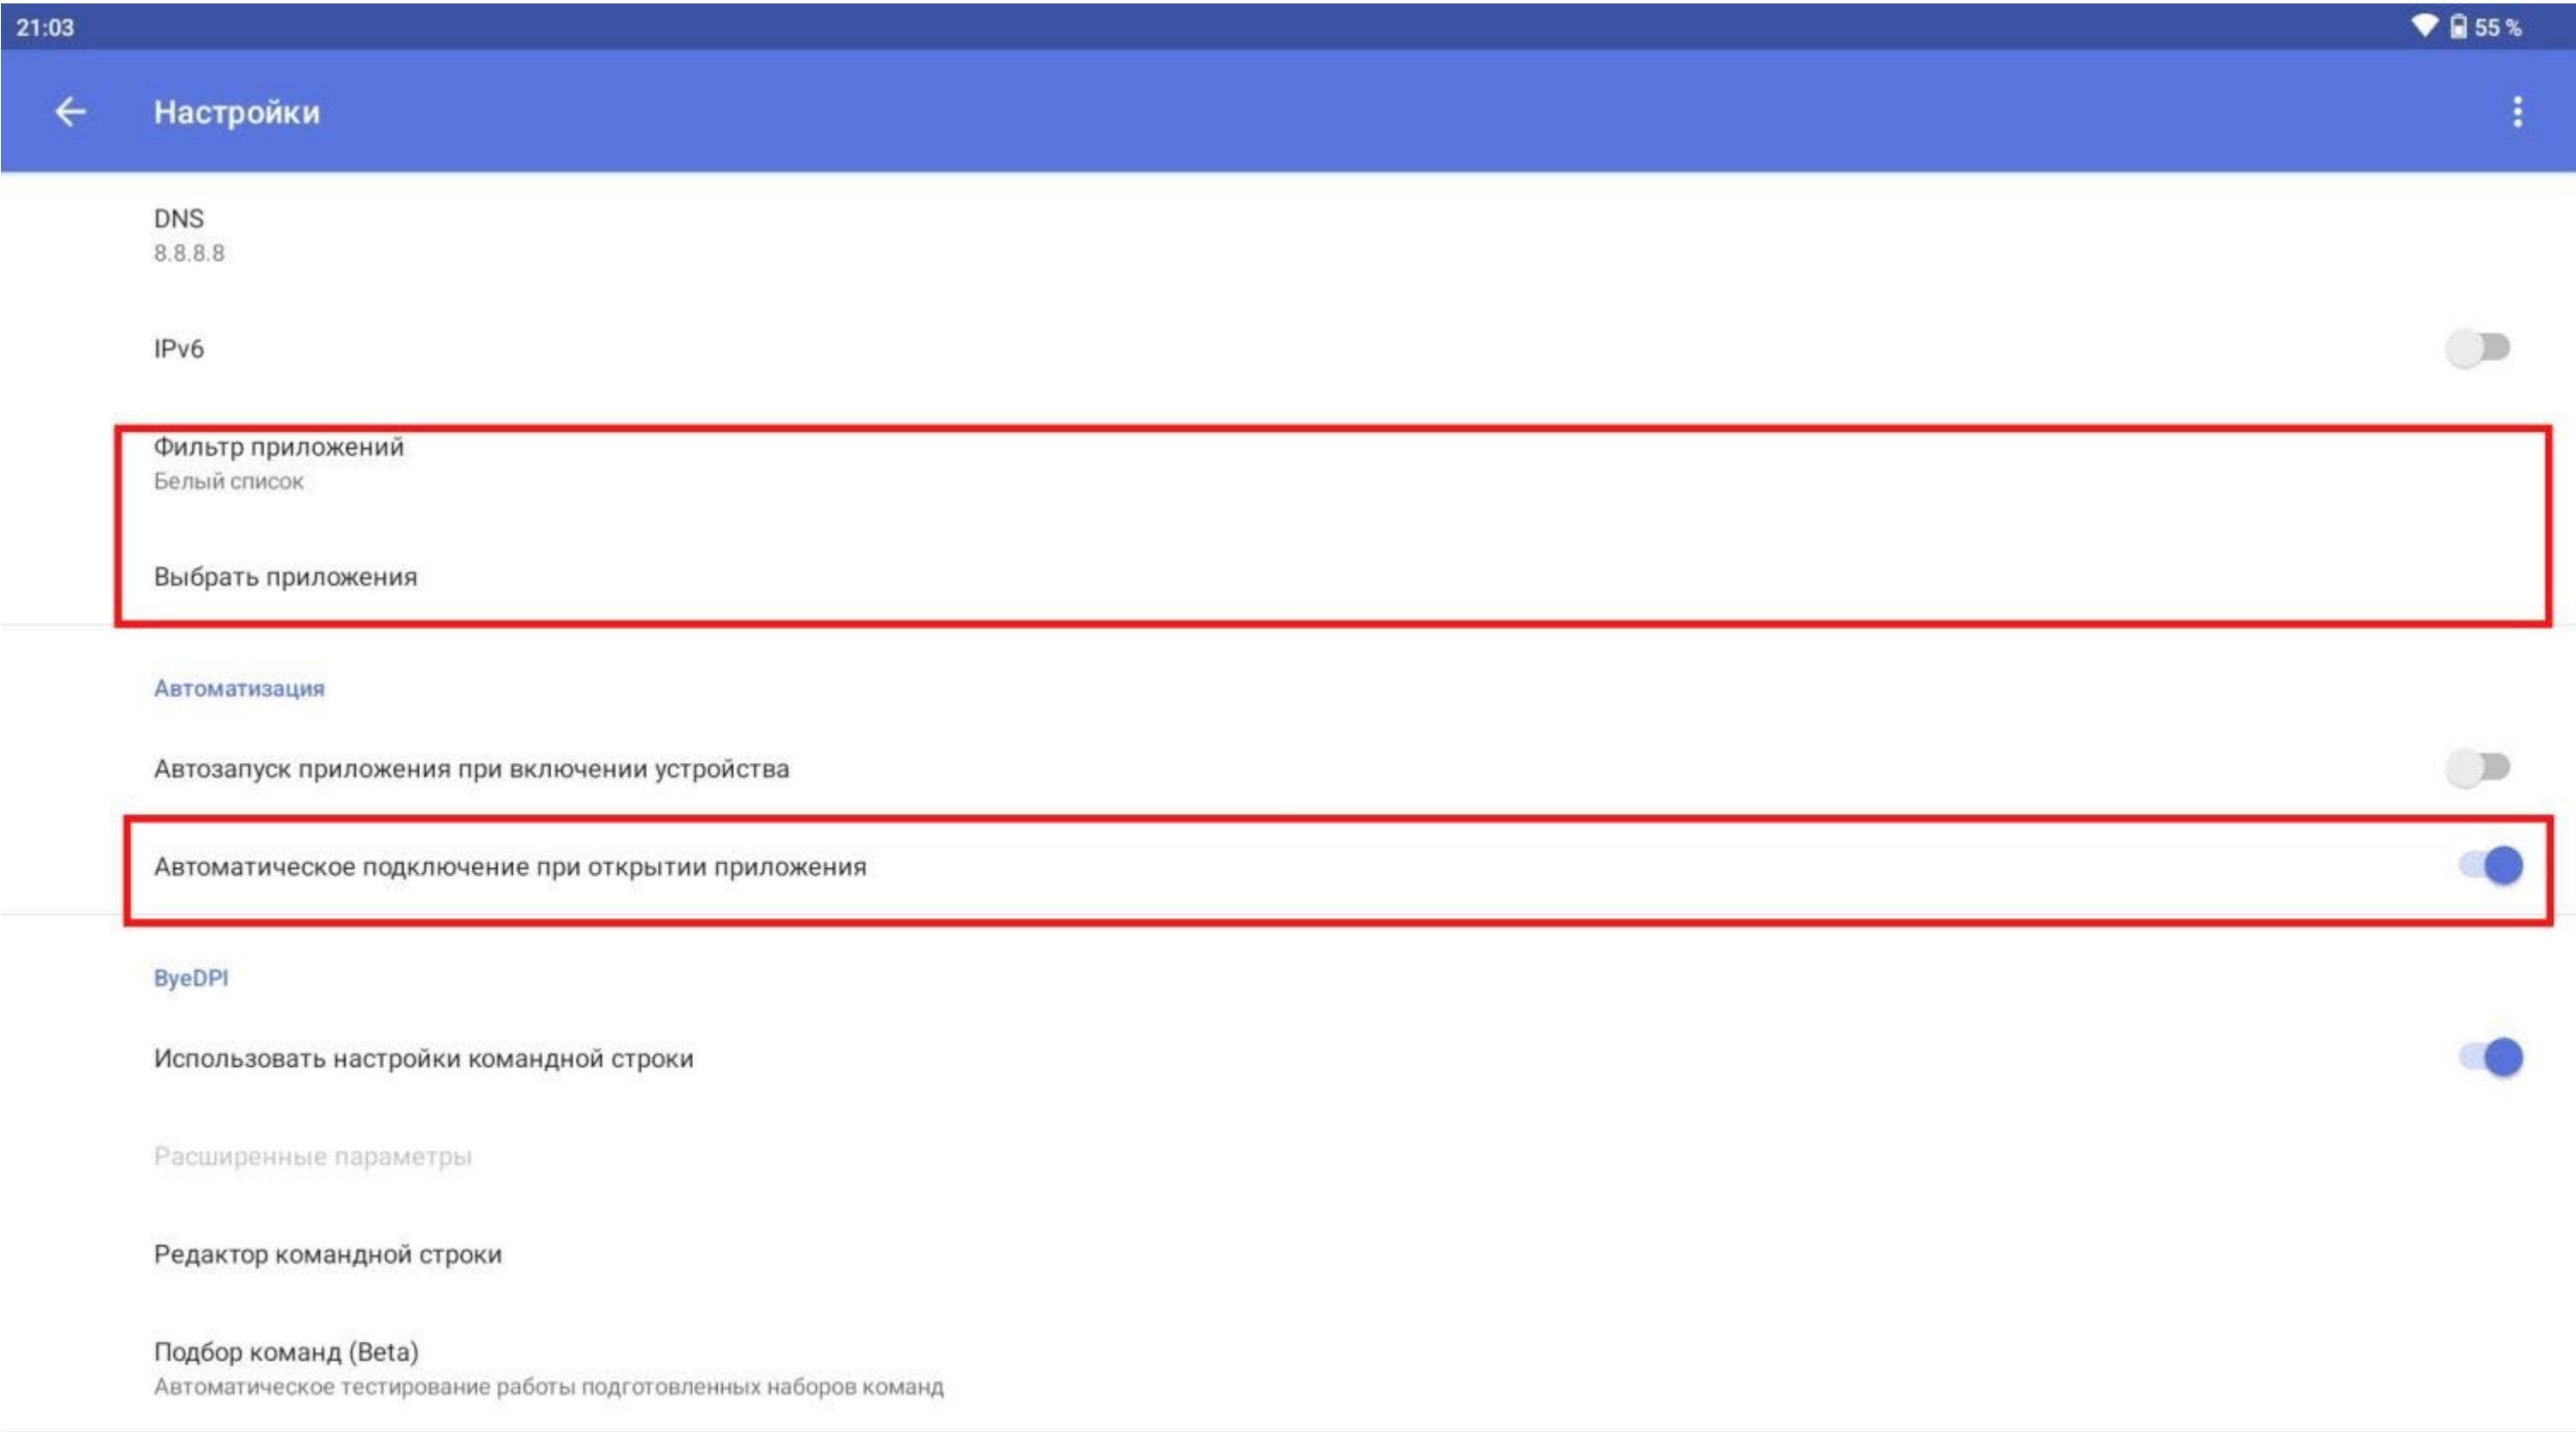 21:03
55 %
Настройки
DNS
8.8.8.8
IPv6
Фильтр приложений
Белый список
Выбрать приложения
Автоматизация
Автозапуск приложения при включении устройства
Автоматическое подключение при открытии приложения
ByeDPI
Использовать настройки командной строки
Расширенные параметры
Редактор командной строки
Подбор команд (Beta)
Автоматическое тестирование работы подготовленных наборов команд